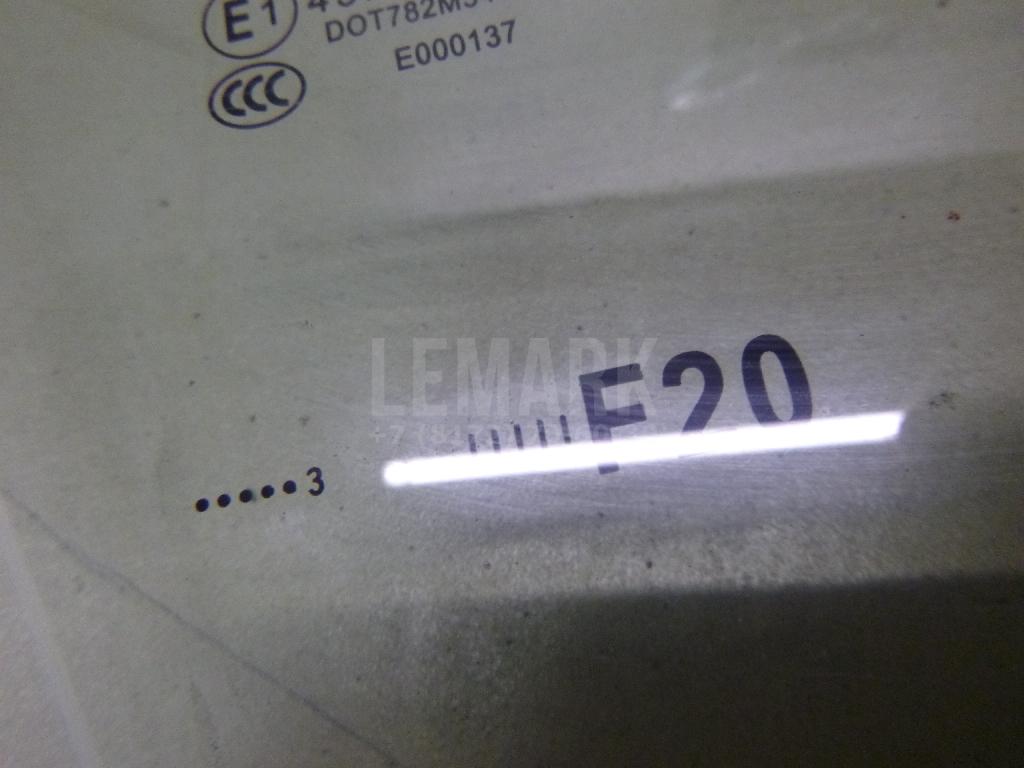 E1
DOT782M
E000137
CCC
LEMARK
F20
•••••3